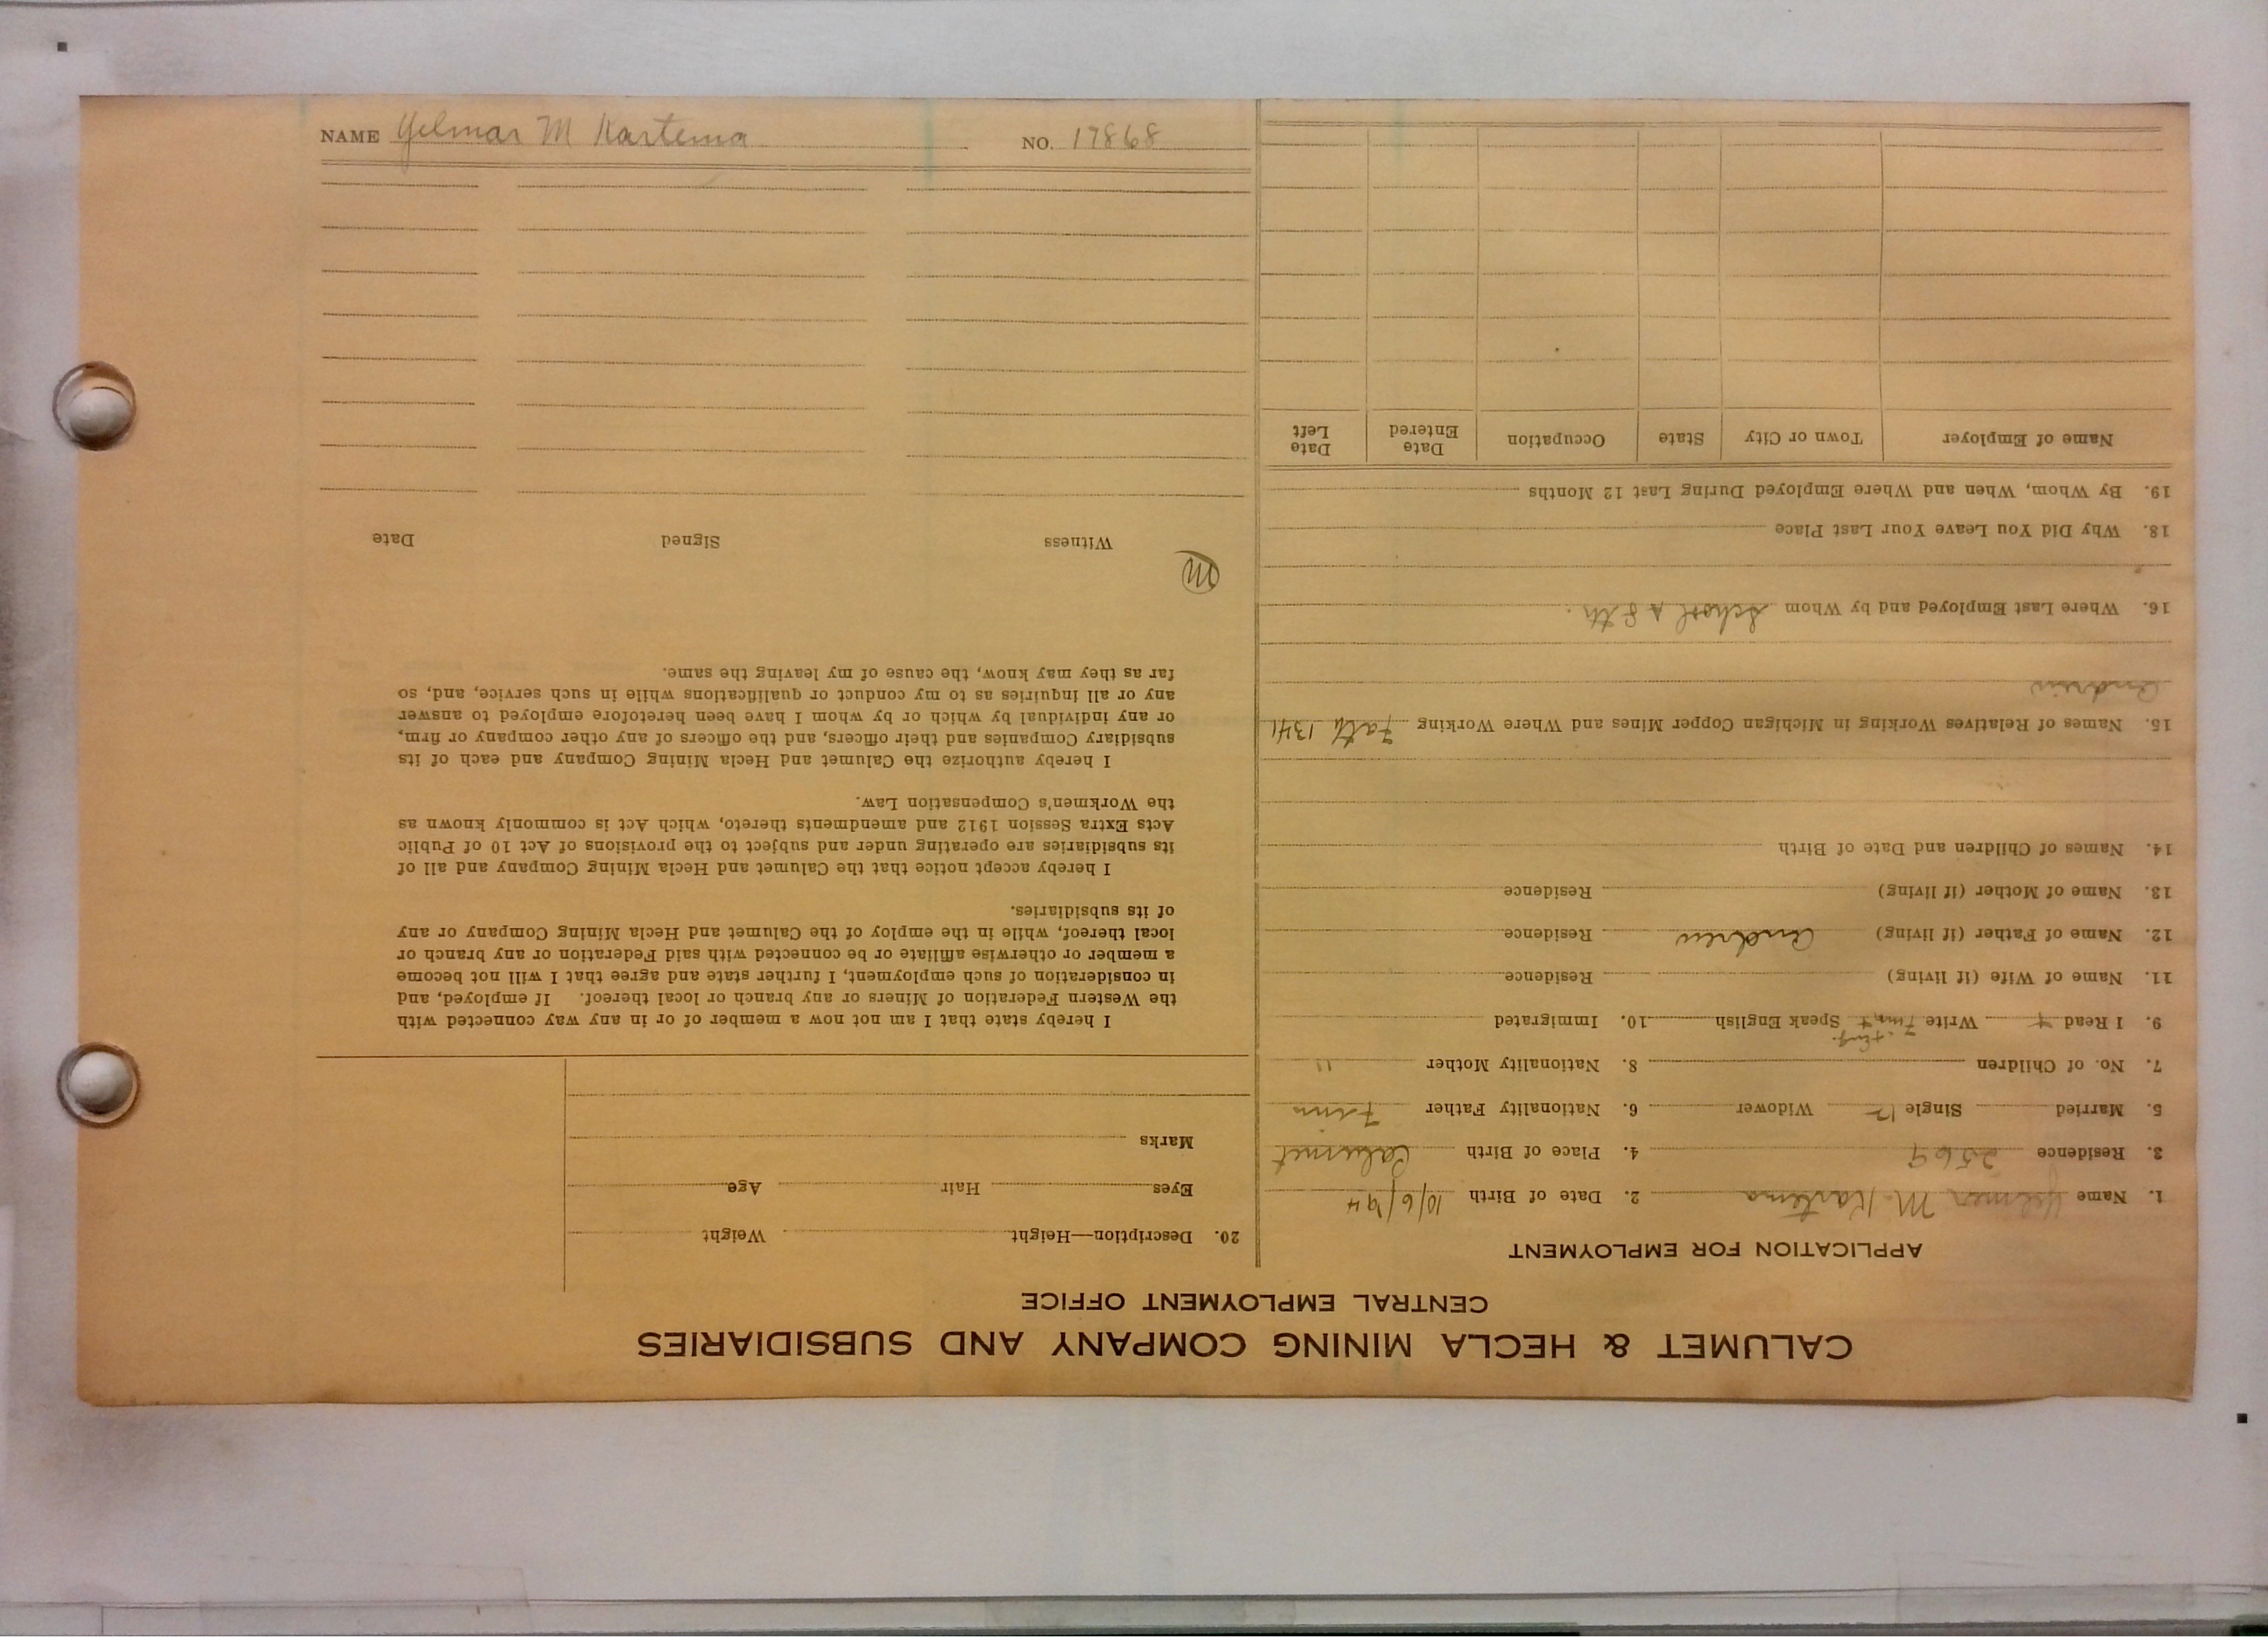 NAME Yelmar M Kartema NO. 17868
CALUMET & HECLA MINING COMPANY AND SUBSIDIARIES
CENTRAL EMPLOYMENT OFFICE
APPLICATION FOR EMPLOYMENT
1. Name Yelmar M. Kartema 2. Date of Birth 10/6/94
3. Residence 2569 4. Place of Birth Calumet
5. Married Single Widower 6. Nationality Father Finn
7. No. of Children 8. Nationality Mother "
9. I Read Write Finn + Eng. Speak English 10. Immigrated
11. Name of Wife (if living) Residence
12. Name of Father (if living) Andrew Residence
13. Name of Mother (if living) Residence
14. Names of Children and Date of Birth
15. Names of Relatives Working in Michigan Copper Mines and Where Working Fath 1341
Andrew
16. Where Last Employed and by Whom School 8th.
18. Why Did You Leave Your Last Place
19. By Whom, When and Where Employed During Last 12 Months
Name of Employer Town or City State Occupation Date Entered Date Left
20. Description—Height Weight
Eyes Hair Age
Marks
I hereby state that I am not now a member of or in any way connected with
the Western Federation of Miners or any branch or local thereof. If employed, and
in consideration of such employment, I further state and agree that I will not become
a member or otherwise affiliate or be connected with said Federation or any branch or
local thereof, while in the employ of the Calumet and Hecla Mining Company or any
of its subsidiaries.
I hereby accept notice that the Calumet and Hecla Mining Company and all of
its subsidiaries are operating under and subject to the provisions of Act 10 of Public
Acts Extra Session 1912 and amendments thereto, which Act is commonly known as
the Workmen's Compensation Law.
I hereby authorize the Calumet and Hecla Mining Company and each of its
subsidiary Companies and their officers, and the officers of any other company or firm,
or any individual by which or by whom I have been heretofore employed to answer
any or all inquiries as to my conduct or qualifications while in such service, and, so
far as they may know, the cause of my leaving the same.
M
Witness Signed Date